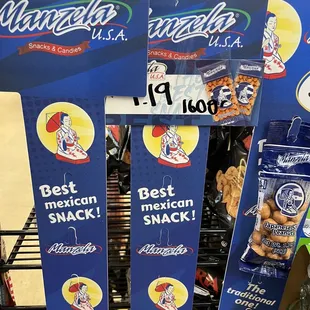 Manzela
U.S.A.
Snacks & Candies
Manzela
U.S.A.
Snacks & Candies
1.19
160
Best
mexican
SNACK!
Manzela
Best
mexican
SNACK!
Manzela
Manzela
The
traditional
one!